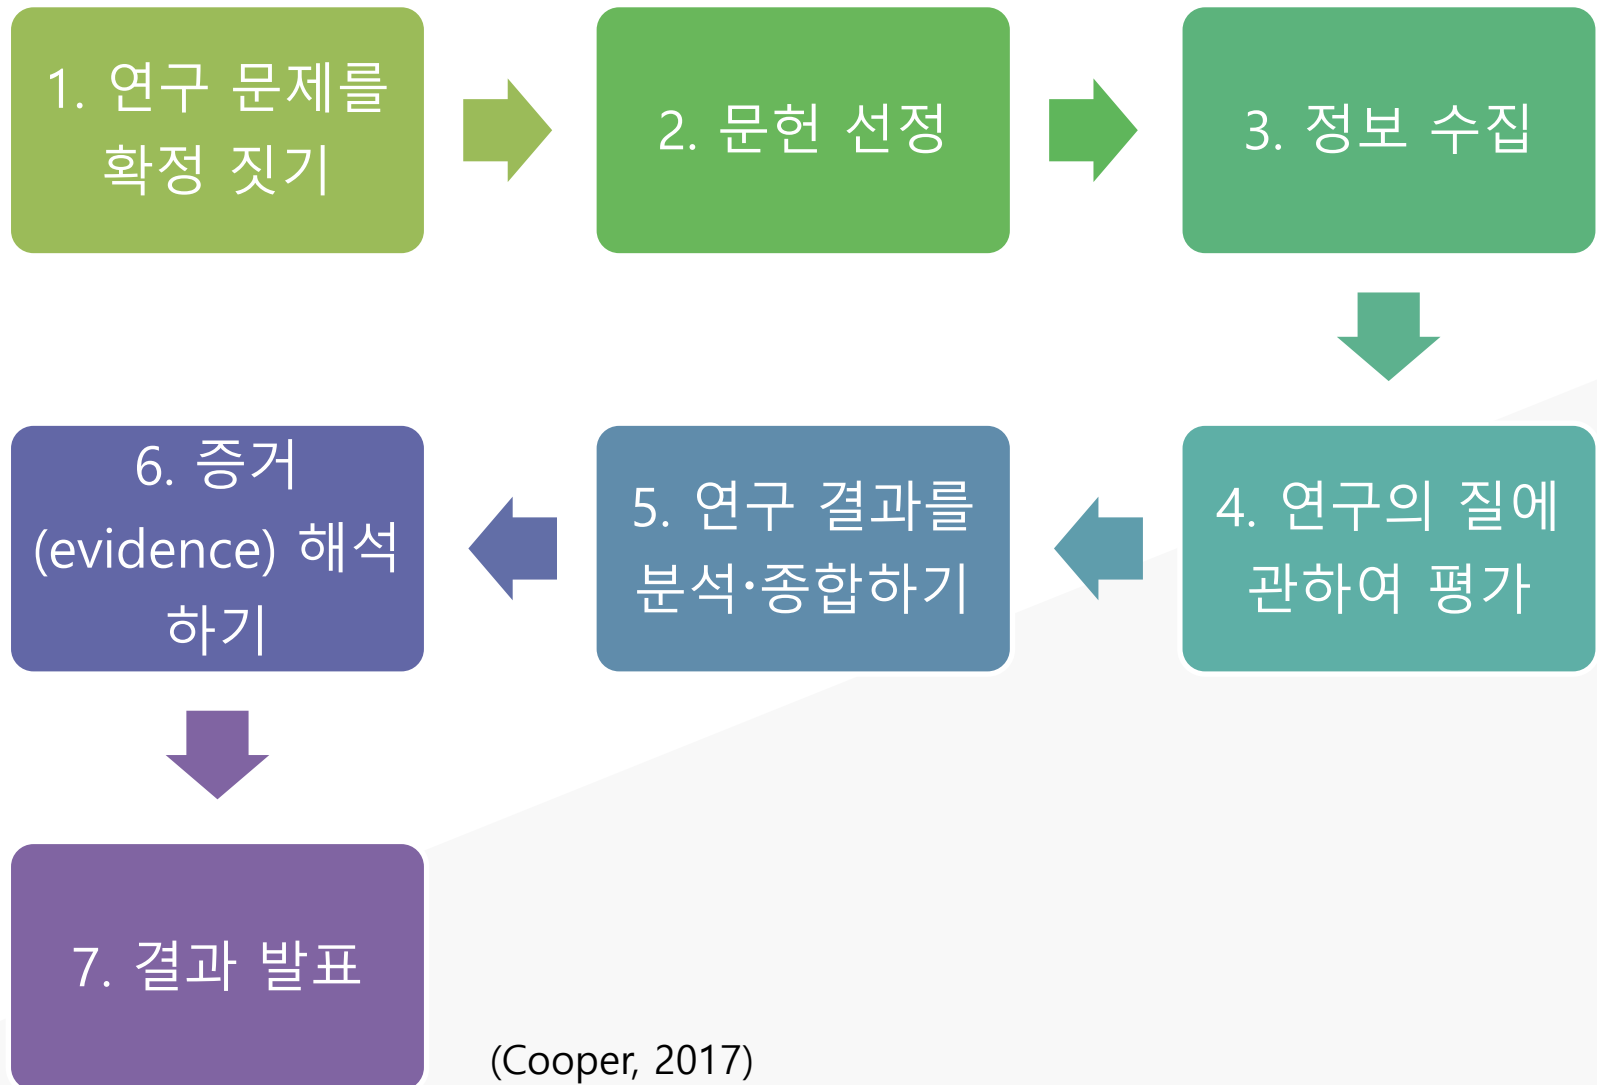 1. 연구 문제를
확정 짓기
2. 문헌 선정
3. 정보 수집
4. 연구의 질에
관하여 평가
5. 연구 결과를
분석·종합하기
6. 증거
(evidence) 해석
하기
7. 결과 발표
(Cooper, 2017)